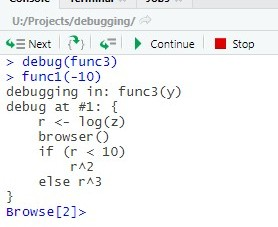 Console Terminal Jobs
U:/Projects/debugging/
Next Continue Stop
> debug(func3)
> func1(-10)
debugging in: func3(y)
debug at #1: {
    r <- log(z)
    browser()
    if (r < 10)
        r^2
    else r^3
}
Browse[2]>